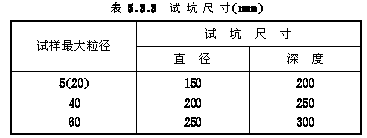 表 5.3.3 试坑尺寸(mm)
试样最大粒径 试坑尺寸
直径 深度
5(20) 150 200
40 200 250
60 250 300